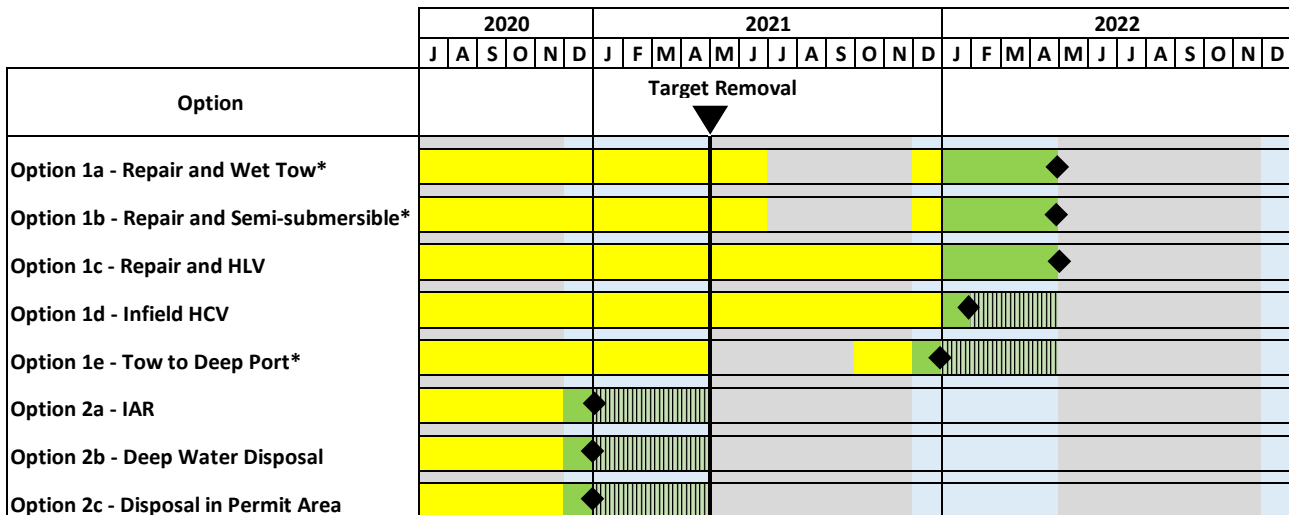 2020 2021 2022
J A S O N D J F M A M J J A S O N D J F M A M J J A S O N D
Option
Target Removal
Option 1a - Repair and Wet Tow*
Option 1b - Repair and Semi-submersible*
Option 1c - Repair and HLV
Option 1d - Infield HCV
Option 1e - Tow to Deep Port*
Option 2a - IAR
Option 2b - Deep Water Disposal
Option 2c - Disposal in Permit Area